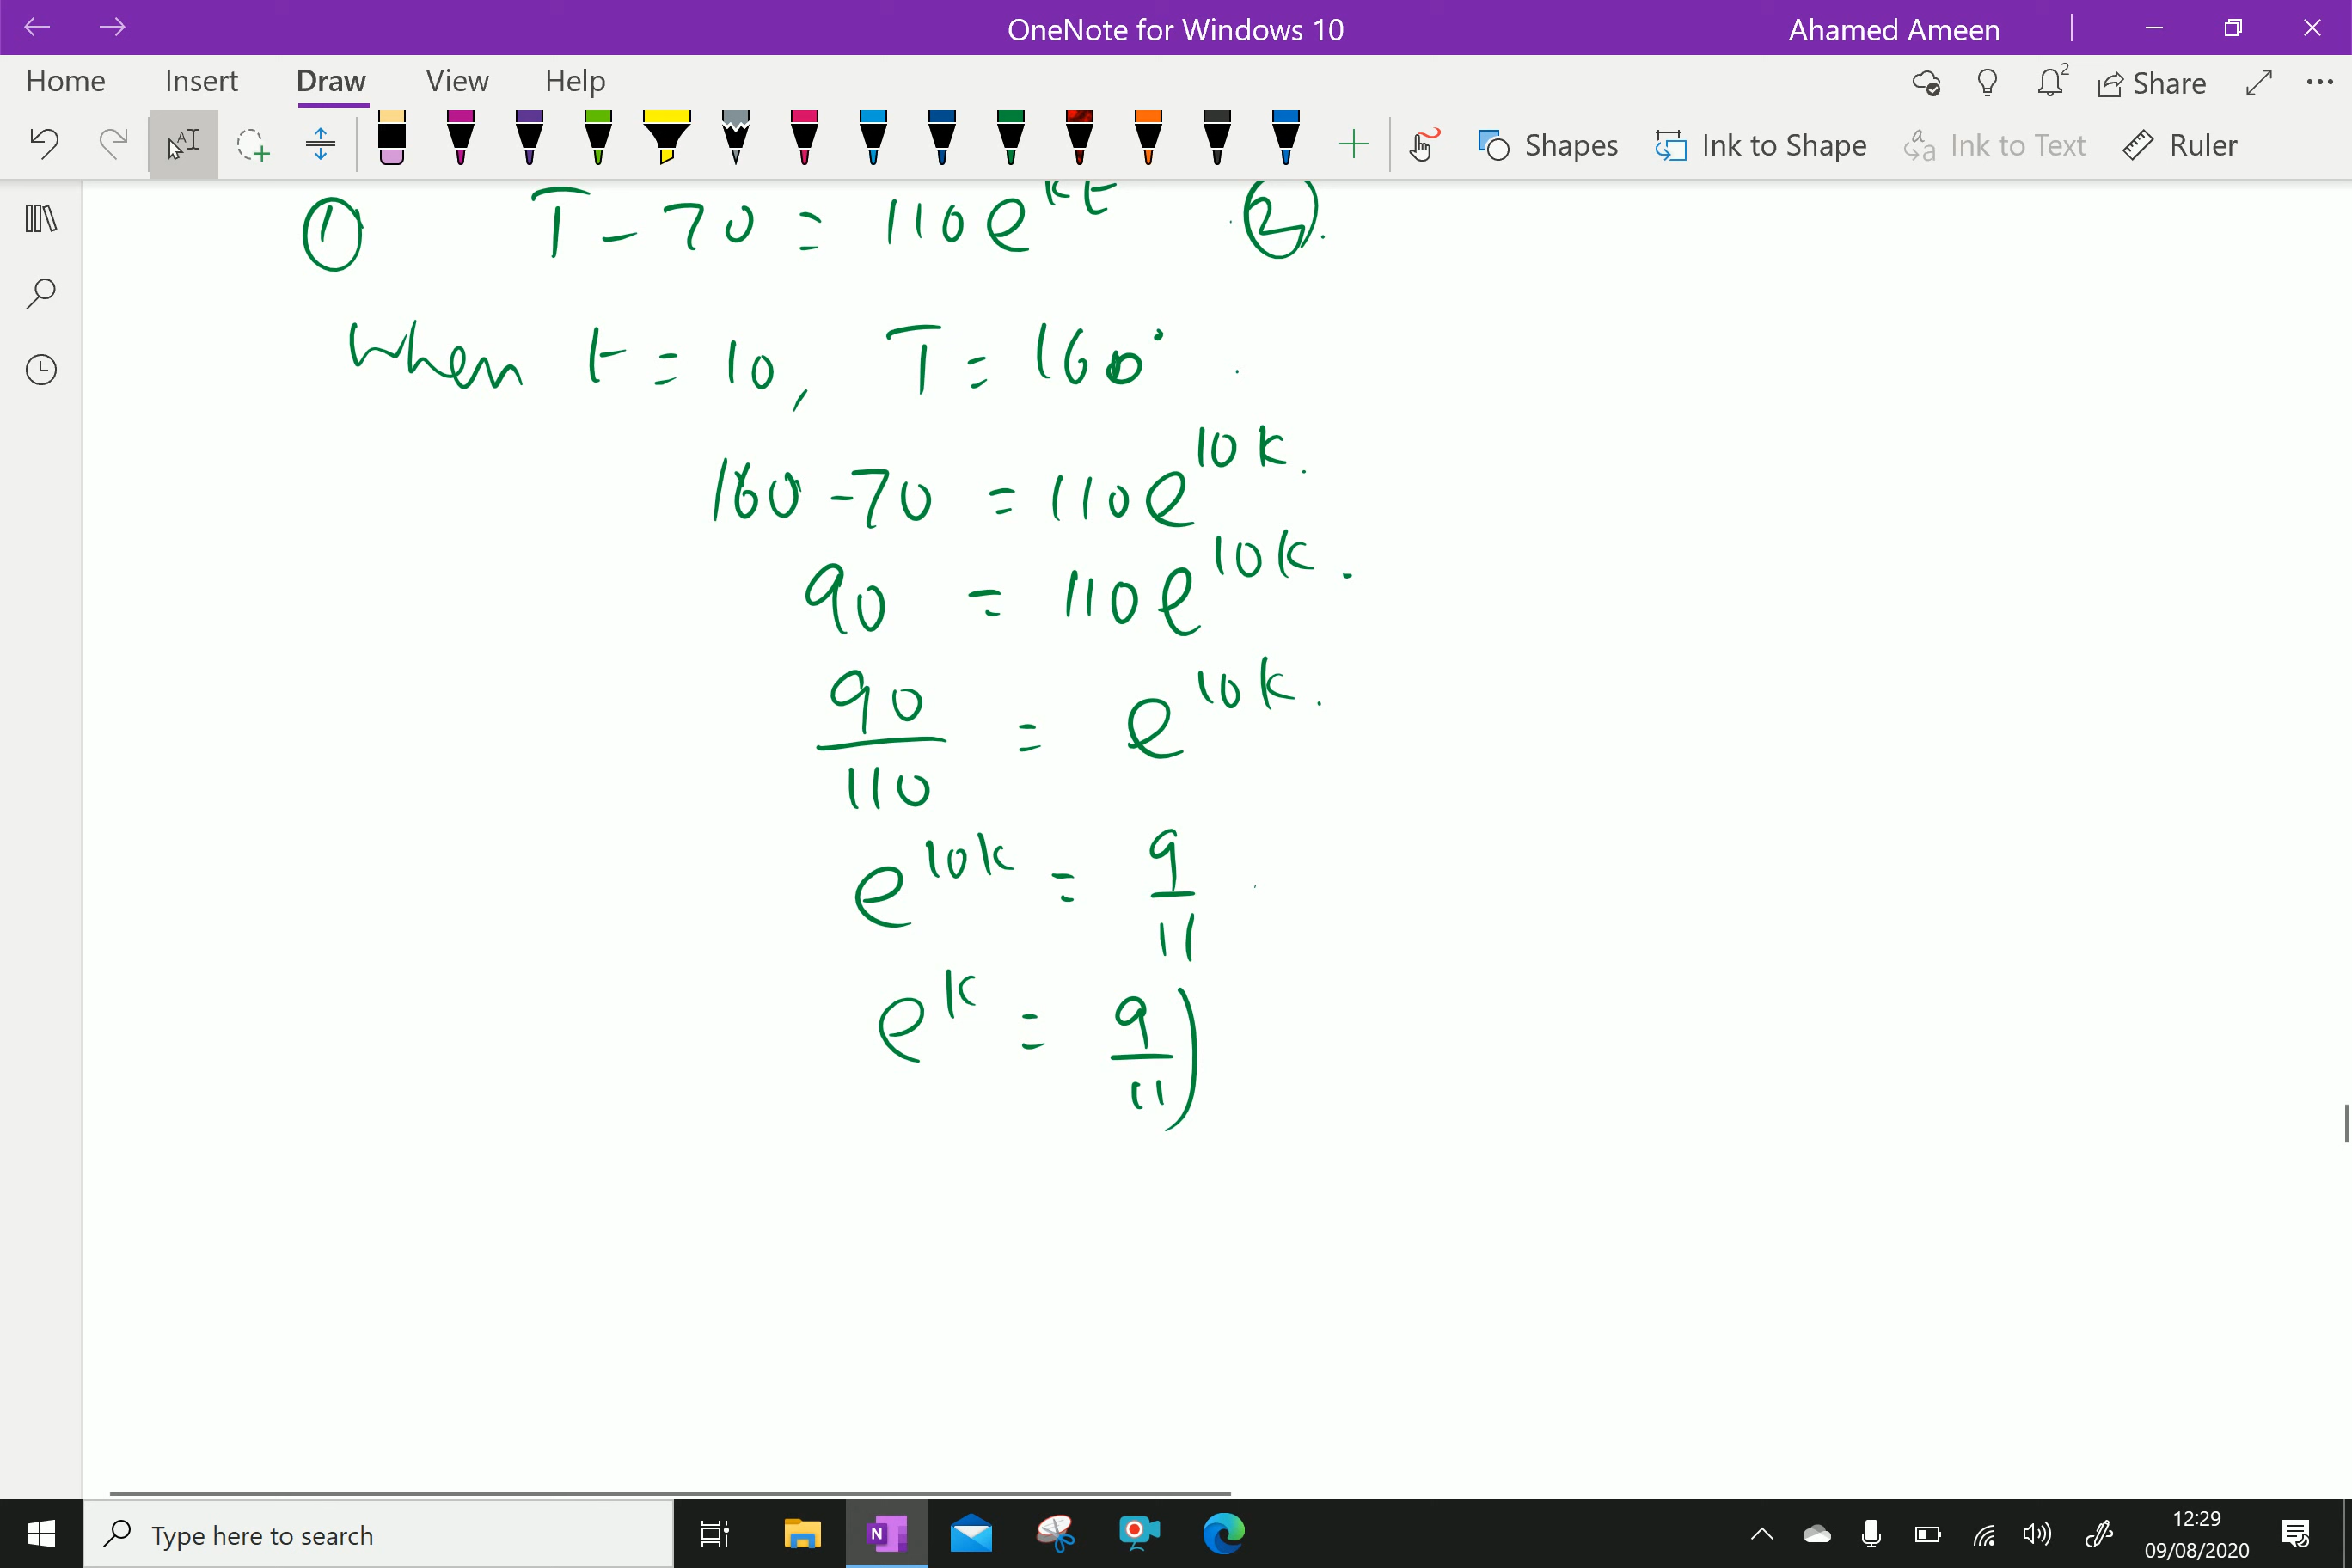 OneNote for Windows 10 Ahamed Ameen
Home Insert Draw View Help 2 Share
Shapes Ink to Shape Ink to Text Ruler
① T - 70 = 110e^kt ②.
when t = 10, T = 160° .
160 - 70 = 110e^10k.
90 = 110e^10k.
90/110 = e^10k.
e^10k = 9/11
e^k = 9/11)
Type here to search
12:29
09/08/2020